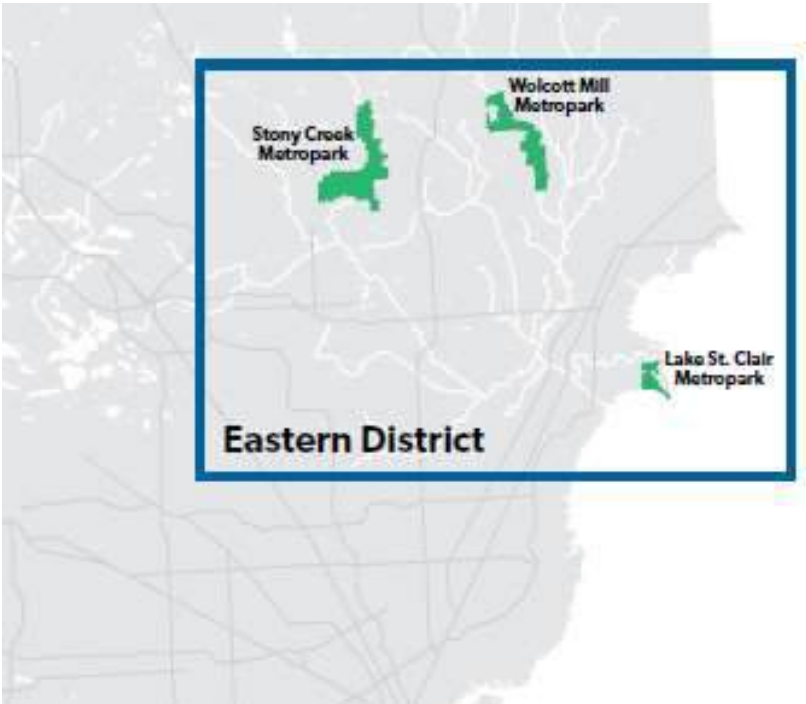 Wolcott Mill
Metropark
Stony Creek
Metropark
Lake St. Clair
Metropark
Eastern District